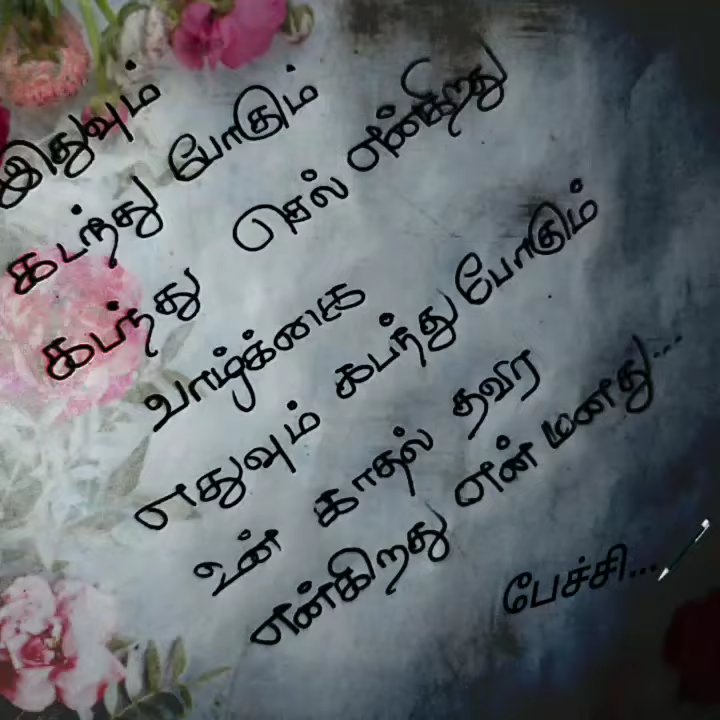 இதுவும்
கடந்து போகும்
கடந்து செல் என்கிறது
வாழ்க்கை
எதுவும் கடந்து போகும்
உன் காதல் தவிர
என்கிறது என் மனது...
பேச்சி...